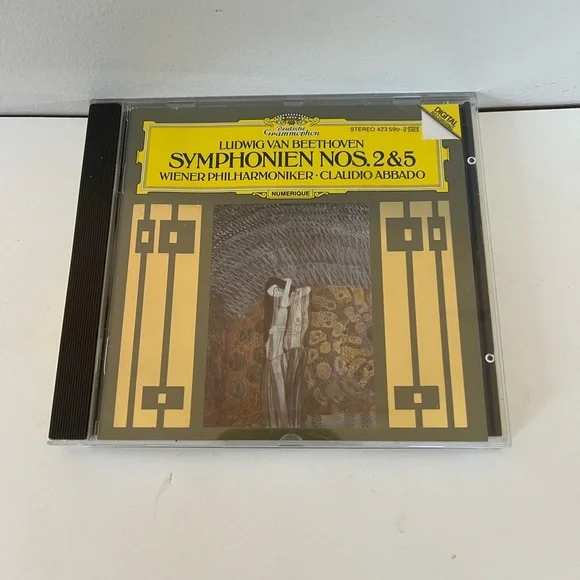 Deutsche
Grammophon
STEREO 423 590-2 GH
DIGITAL
LUDWIG VAN BEETHOVEN
SYMPHONIEN NOS. 2&5
WIENER PHILHARMONIKER · CLAUDIO ABBADO
NUMERIQUE